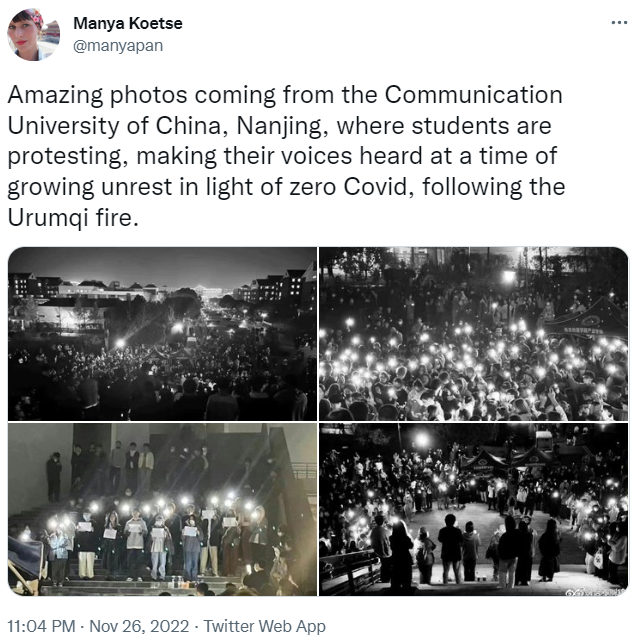 Manya Koetse
@manyapan
Amazing photos coming from the Communication
University of China, Nanjing, where students are
protesting, making their voices heard at a time of
growing unrest in light of zero Covid, following the
Urumqi fire.
11:04 PM · Nov 26, 2022 · Twitter Web App